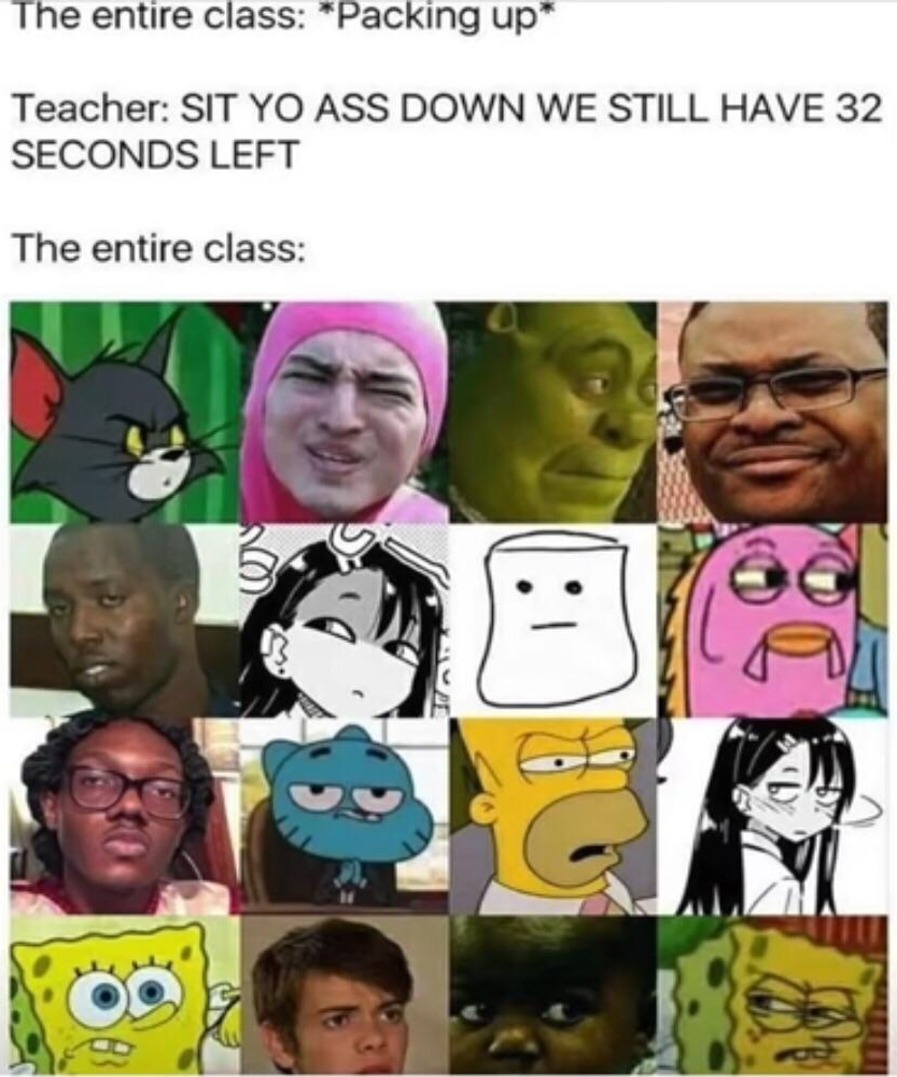 The entire class: *Packing up*
Teacher: SIT YO ASS DOWN WE STILL HAVE 32
SECONDS LEFT
The entire class: